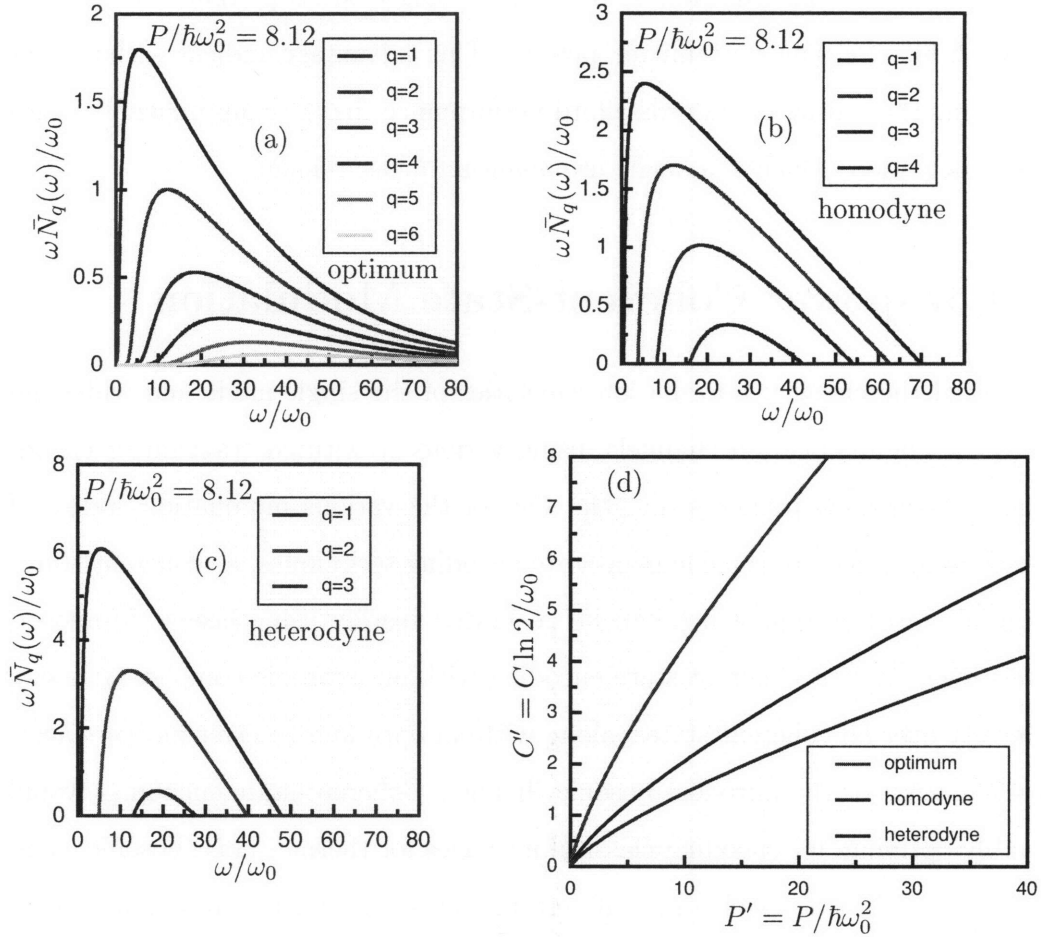 P/ħω₀² = 8.12
q=1
q=2
q=3
q=4
q=5
q=6
(a)
optimum
ωN̄_q(ω)/ω₀
2
1.5
1
0.5
0
0 10 20 30 40 50 60 70 80
ω/ω₀
P/ħω₀² = 8.12
q=1
q=2
q=3
q=4
(b)
homodyne
ωN̄_q(ω)/ω₀
3
2.5
2
1.5
1
0.5
0
0 10 20 30 40 50 60 70 80
ω/ω₀
P/ħω₀² = 8.12
q=1
q=2
q=3
(c)
heterodyne
ωN̄_q(ω)/ω₀
8
6
4
2
0
0 10 20 30 40 50 60 70 80
ω/ω₀
(d)
C′ = C ln 2/ω₀
8
7
6
5
4
3
2
1
0
optimum
homodyne
heterodyne
0 10 20 30 40
P′ = P/ħω₀²